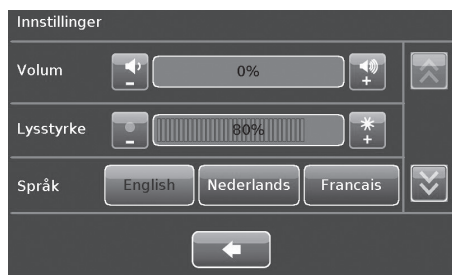 Innstillinger
Volum - 0% +
Lysstyrke - 80% +
Språk English Nederlands Francais